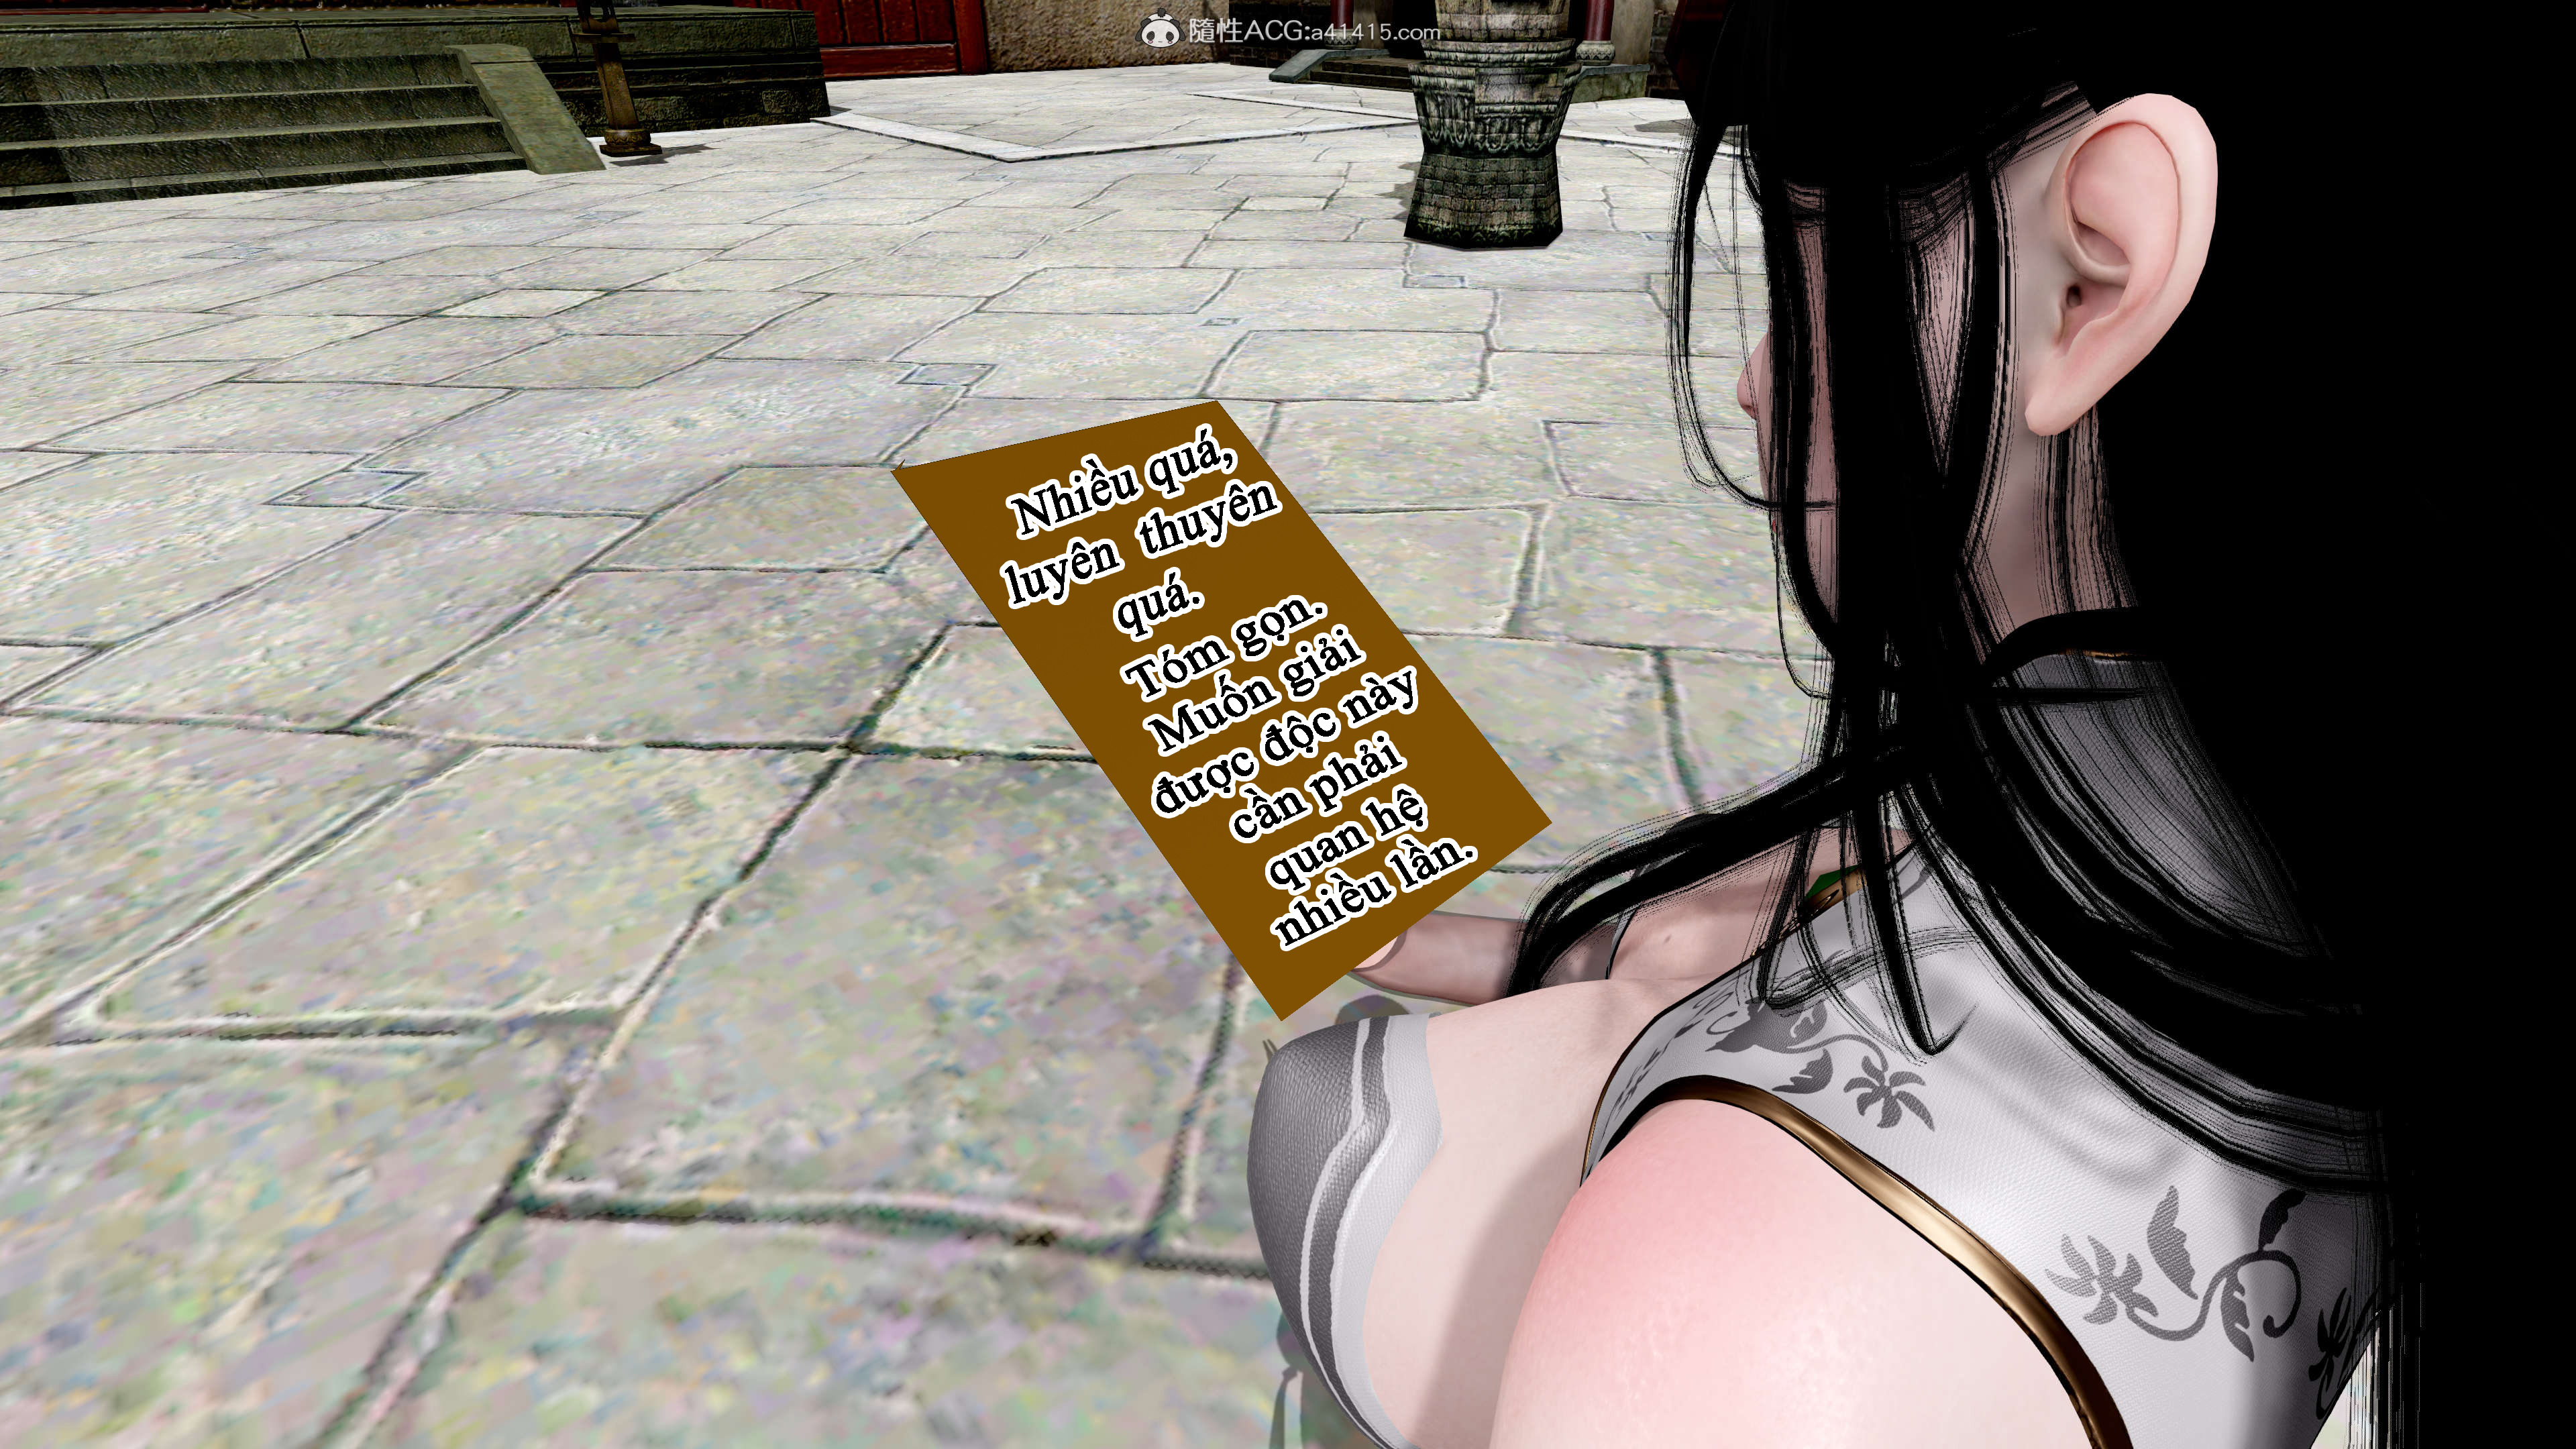 隨性ACG:a41415.com
Nhiều quá,
luyên thuyên
quá.
Tóm gọn.
Muốn giải
được độc này
cần phải
quan hệ
nhiều lần.